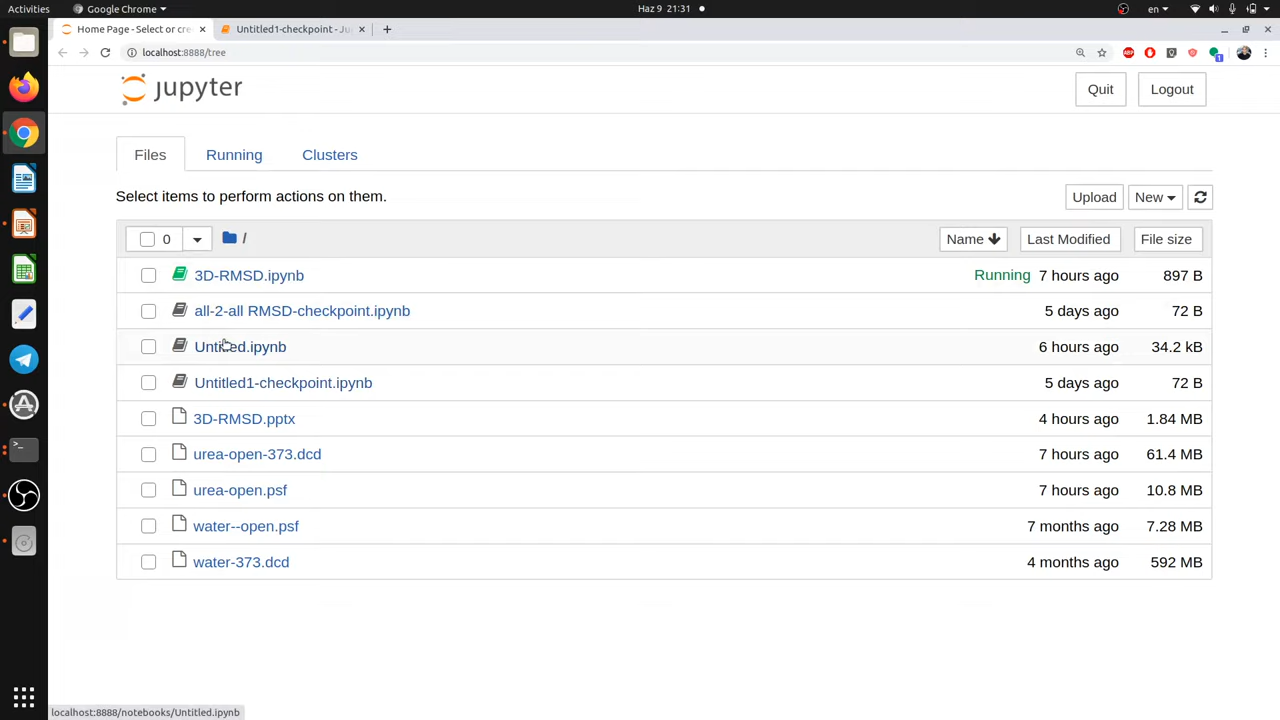 Activities
Google Chrome
Haz 9 21:31
en
Home Page - Select or cre
Untitled1-checkpoint - Ju
localhost:8888/tree
ABP
1
jupyter
Quit
Logout
Files
Running
Clusters
Select items to perform actions on them.
Upload
New
0
/
Name
Last Modified
File size
3D-RMSD.ipynb
Running
7 hours ago
897 B
all-2-all RMSD-checkpoint.ipynb
5 days ago
72 B
Untitled.ipynb
6 hours ago
34.2 kB
Untitled1-checkpoint.ipynb
5 days ago
72 B
3D-RMSD.pptx
4 hours ago
1.84 MB
urea-open-373.dcd
7 hours ago
61.4 MB
urea-open.psf
7 hours ago
10.8 MB
water--open.psf
7 months ago
7.28 MB
water-373.dcd
4 months ago
592 MB
localhost:8888/notebooks/Untitled.ipynb